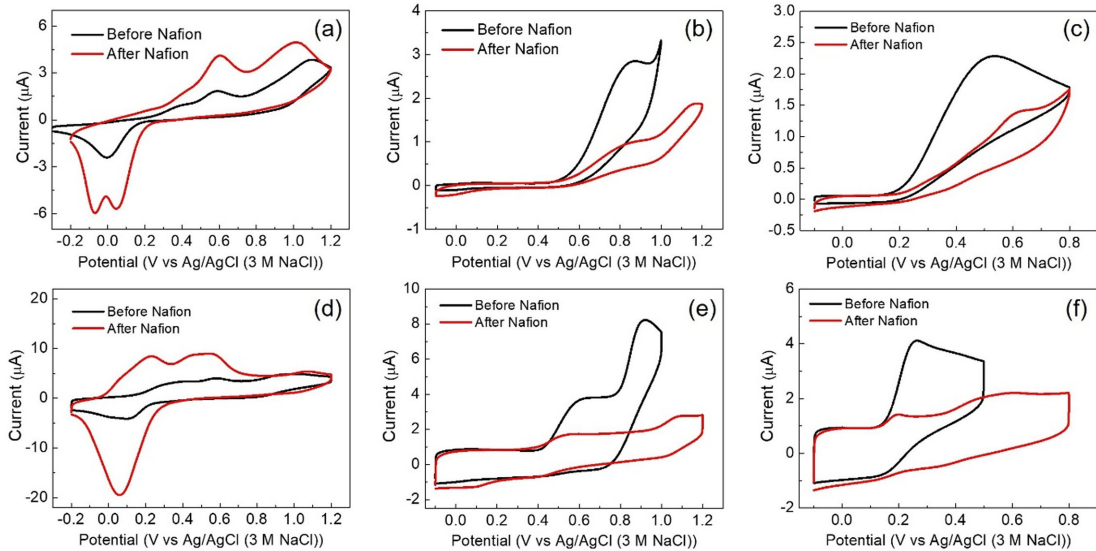 (a)
Before Nafion
After Nafion
6
3
0
-3
-6
Current (μA)
-0.2 0.0 0.2 0.4 0.6 0.8 1.0 1.2
Potential (V vs Ag/AgCl (3 M NaCl))
(b)
Before Nafion
After Nafion
4
3
2
1
0
-1
Current (μA)
0.0 0.2 0.4 0.6 0.8 1.0 1.2
Potential (V vs Ag/AgCl (3 M NaCl))
(c)
Before Nafion
After Nafion
3.0
2.5
2.0
1.5
1.0
0.5
0.0
-0.5
Current (μA)
0.0 0.2 0.4 0.6 0.8
Potential (V vs Ag/AgCl (3 M NaCl))
(d)
Before Nafion
After Nafion
20
10
0
-10
-20
Current (μA)
-0.2 0.0 0.2 0.4 0.6 0.8 1.0 1.2
Potential (V vs Ag/AgCl (3 M NaCl))
(e)
Before Nafion
After Nafion
10
8
6
4
2
0
-2
Current (μA)
0.0 0.2 0.4 0.6 0.8 1.0 1.2
Potential (V vs Ag/AgCl (3 M NaCl))
(f)
Before Nafion
After Nafion
6
4
2
0
-2
Current (μA)
0.0 0.2 0.4 0.6 0.8
Potential (V vs Ag/AgCl (3 M NaCl))